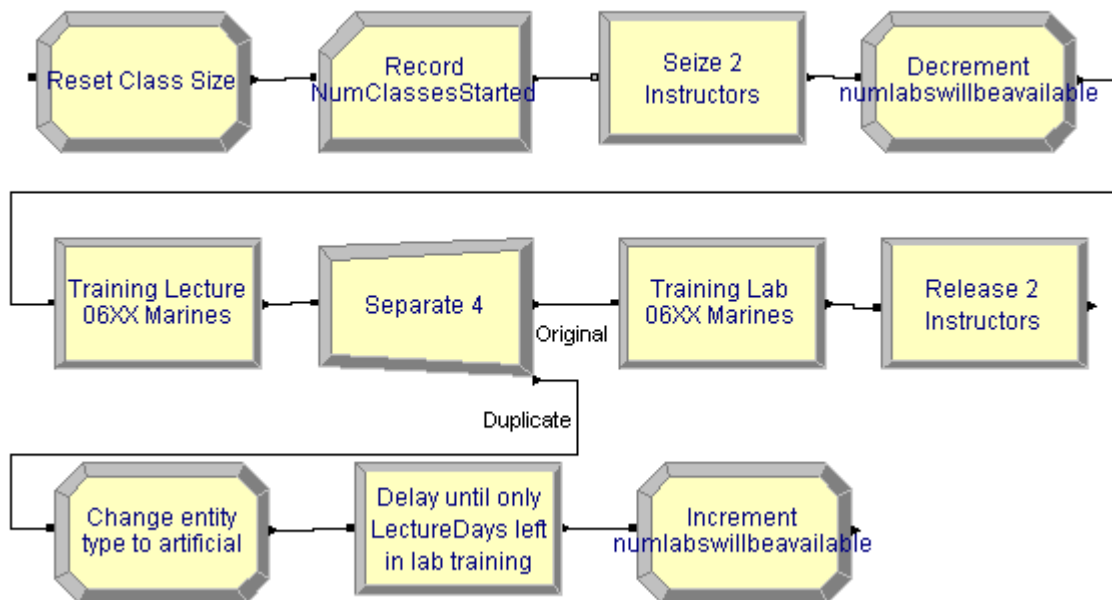 Reset Class Size
Record
NumClassesStarted
Seize 2
Instructors
Decrement
numlabswillbeavailable
Training Lecture
06XX Marines
Separate 4
Original
Duplicate
Training Lab
06XX Marines
Release 2
Instructors
Change entity
type to artificial
Delay until only
LectureDays left
in lab training
Increment
numlabswillbeavailable